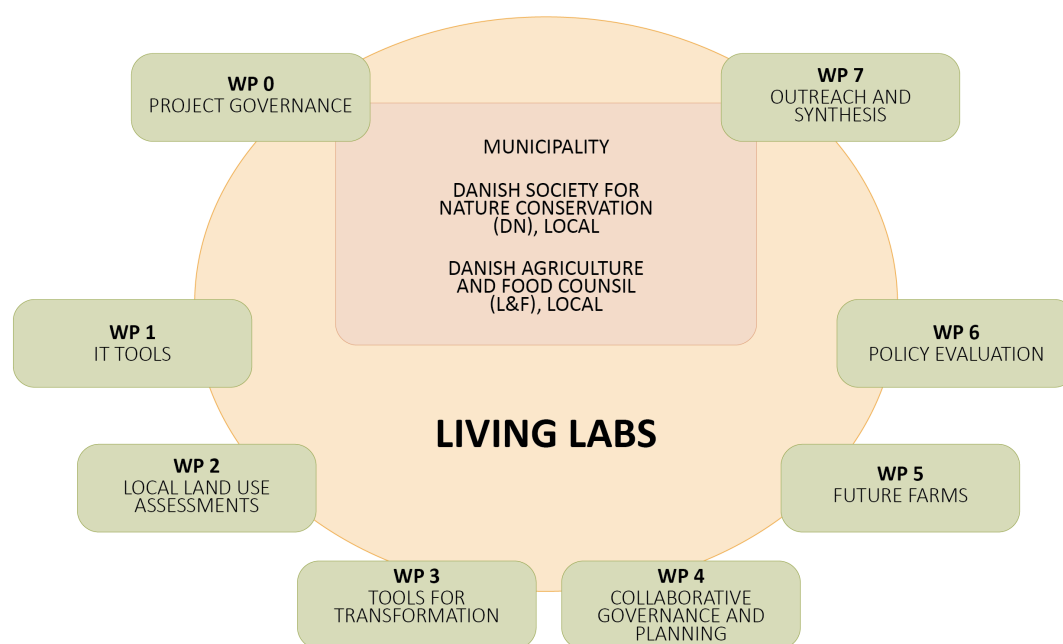 WP 0
PROJECT GOVERNANCE
WP 7
OUTREACH AND
SYNTHESIS
MUNICIPALITY
DANISH SOCIETY FOR
NATURE CONSERVATION
(DN), LOCAL
DANISH AGRICULTURE
AND FOOD COUNSIL
(L&F), LOCAL
WP 1
IT TOOLS
WP 6
POLICY EVALUATION
LIVING LABS
WP 2
LOCAL LAND USE
ASSESSMENTS
WP 5
FUTURE FARMS
WP 3
TOOLS FOR
TRANSFORMATION
WP 4
COLLABORATIVE
GOVERNANCE AND
PLANNING